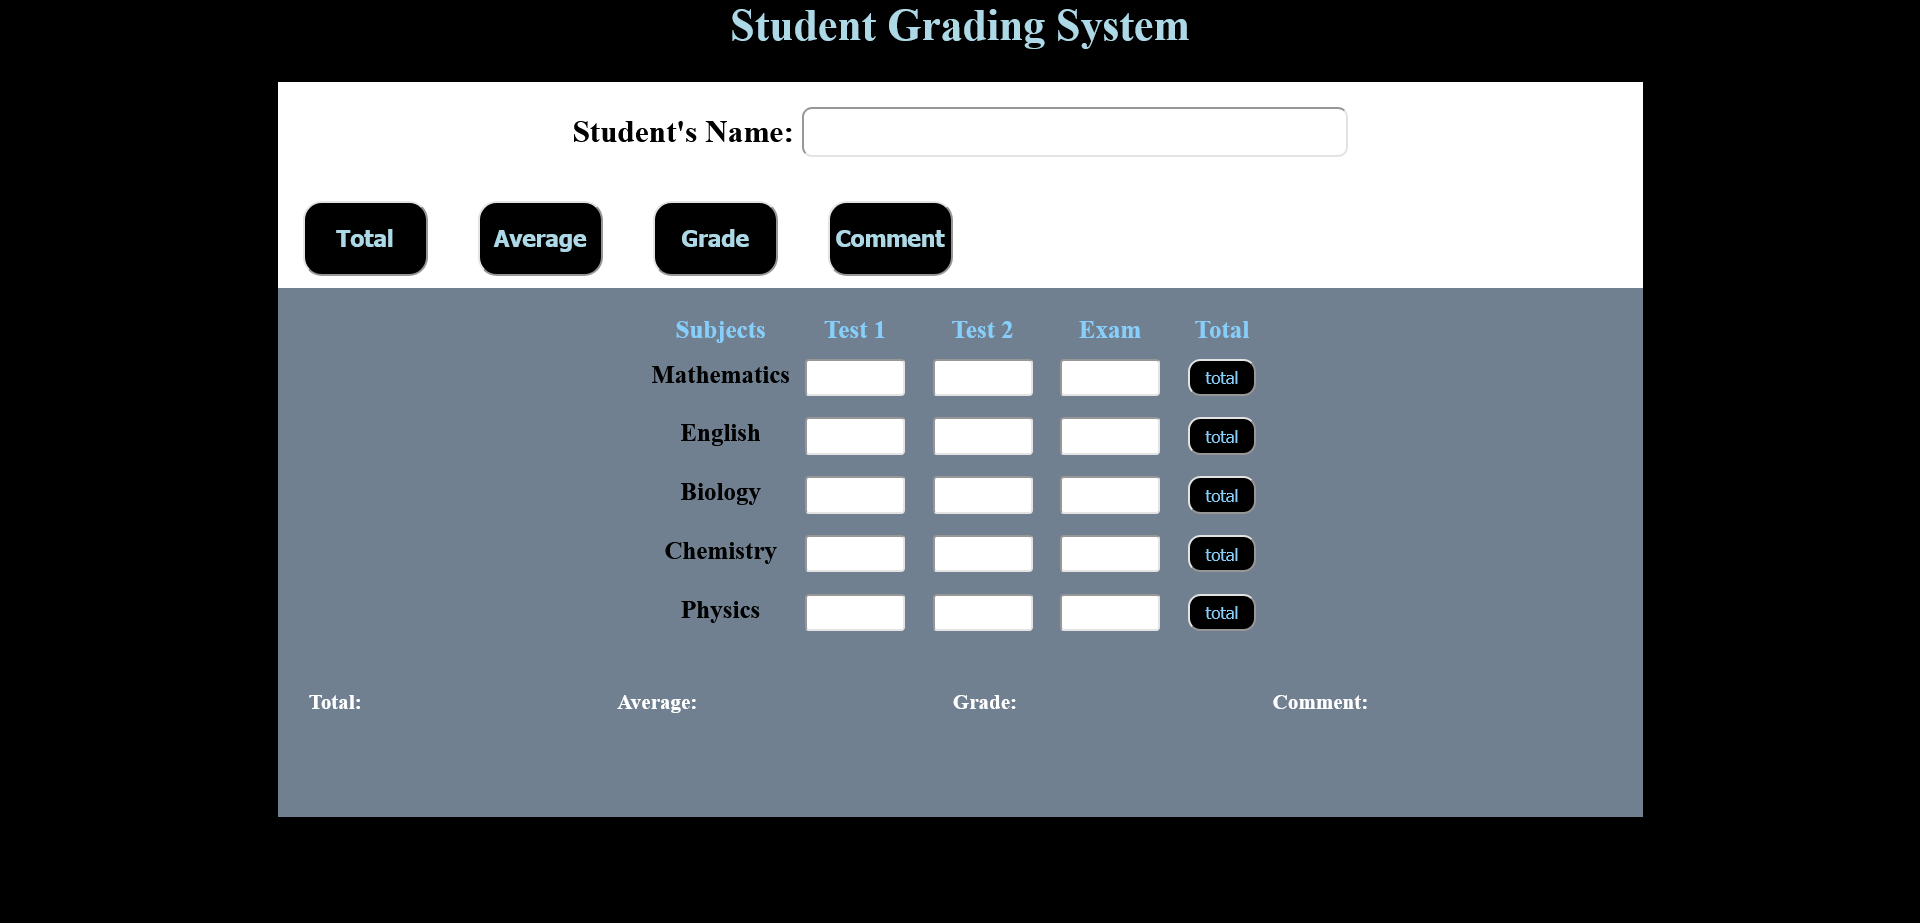 Student Grading System
Student's Name:
Total Average Grade Comment
Subjects Test 1 Test 2 Exam Total
Mathematics total
English total
Biology total
Chemistry total
Physics total
Total: Average: Grade: Comment: